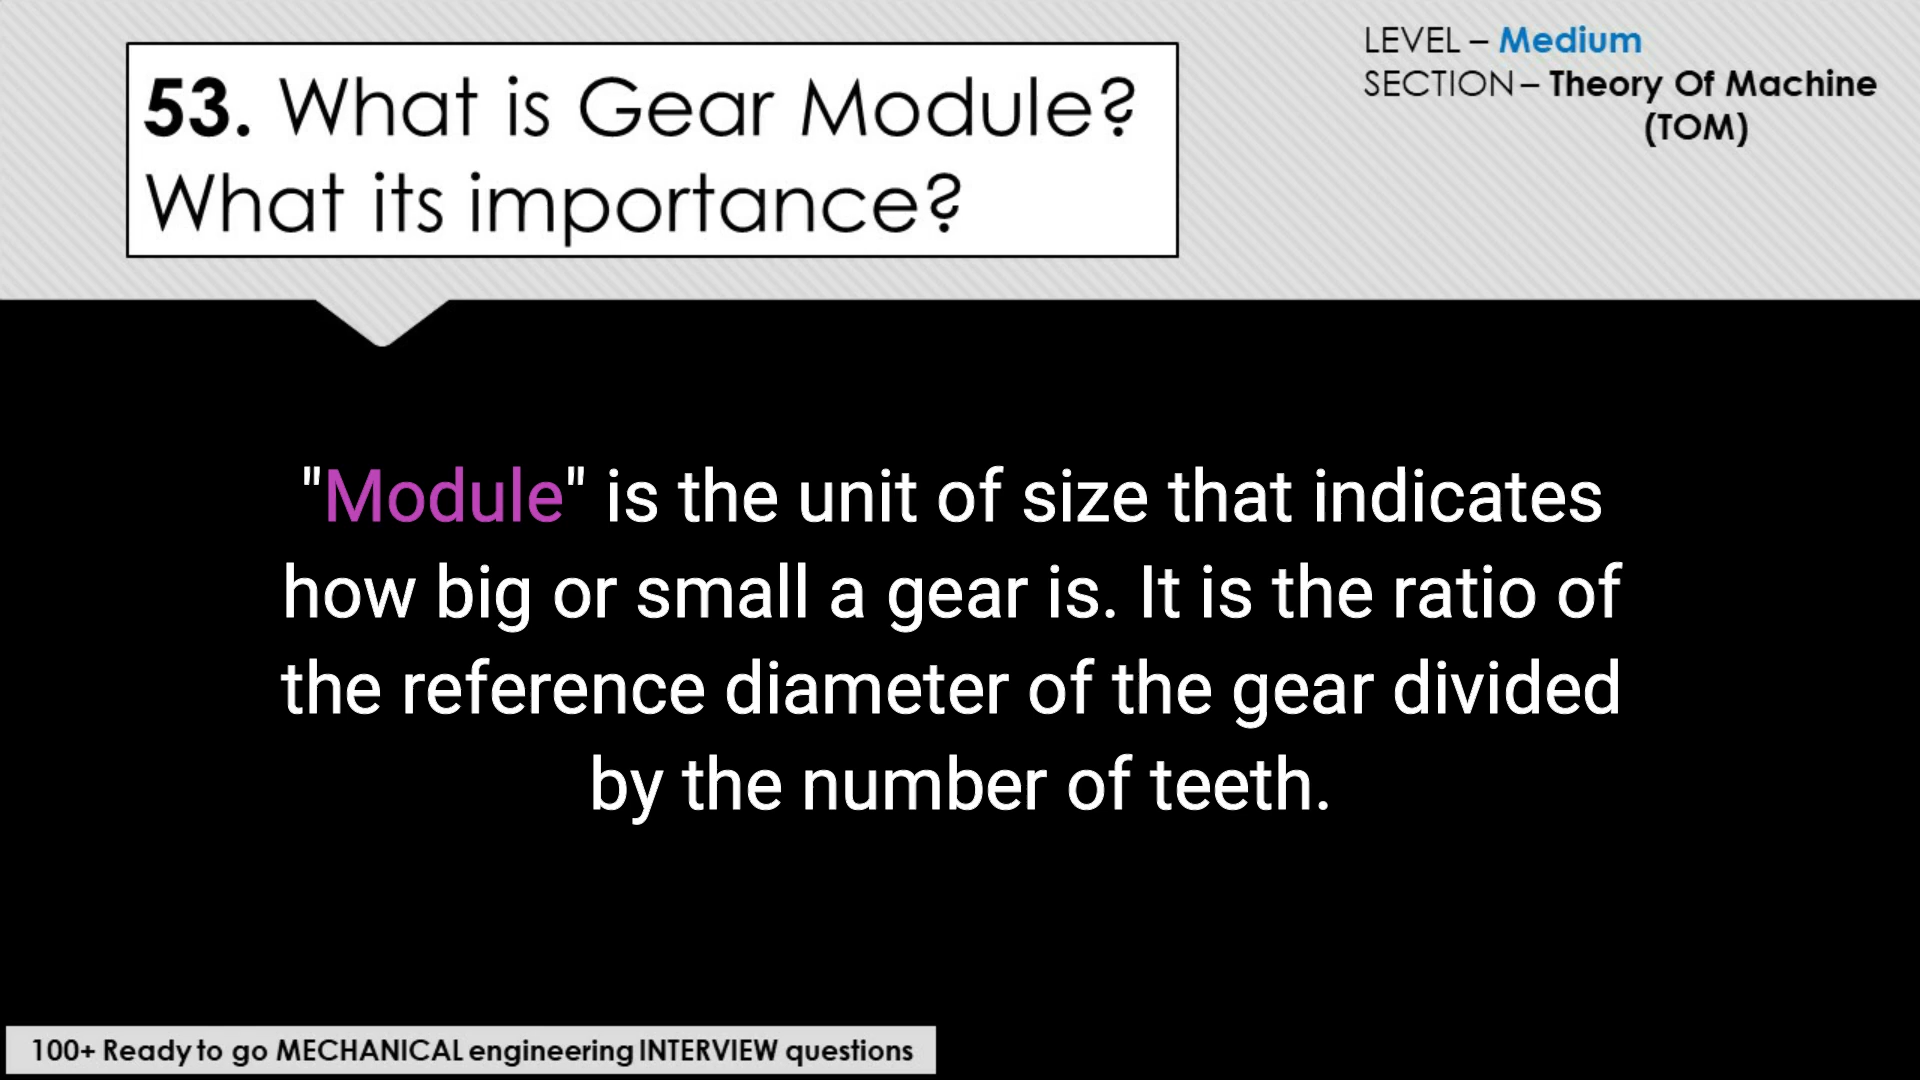 53. What is Gear Module?
What its importance?
LEVEL – Medium
SECTION – Theory Of Machine
(TOM)
"Module" is the unit of size that indicates
how big or small a gear is. It is the ratio of
the reference diameter of the gear divided
by the number of teeth.
100+ Ready to go MECHANICAL engineering INTERVIEW questions